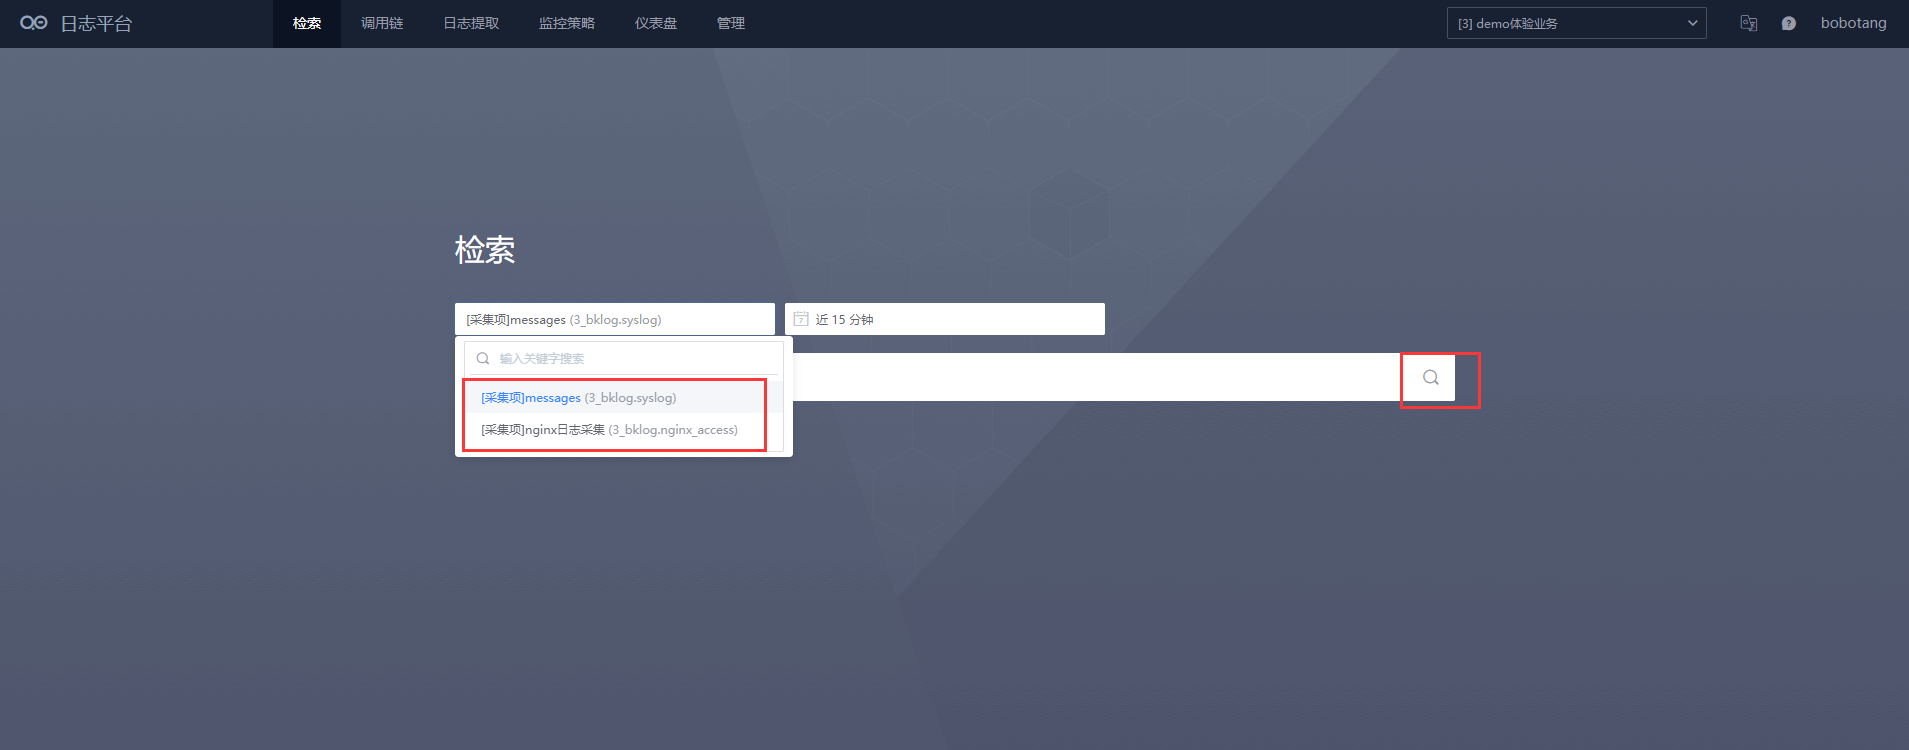 日志平台
检索 调用链 日志提取 监控策略 仪表盘 管理
[3] demo体验业务
bobotang
检索
[采集项]messages (3_bklog.syslog)
7 近 15 分钟
输入关键字搜索
[采集项]messages (3_bklog.syslog)
[采集项]nginx日志采集 (3_bklog.nginx_access)